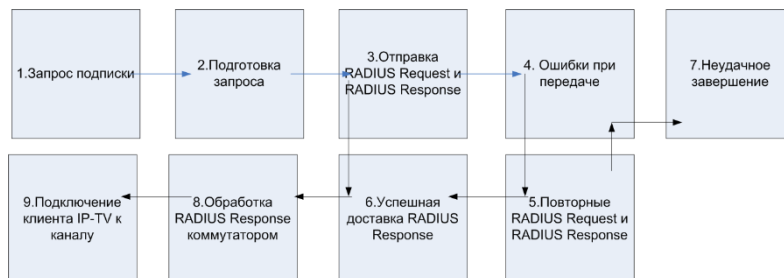 1.Запрос подписки
2.Подготовка
запроса
3.Отправка
RADIUS Request и
RADIUS Response
4. Ошибки при
передаче
7.Неудачное
завершение
9.Подключение
клиента IP-TV к
каналу
8.Обработка
RADIUS Response
коммутатором
6.Успешная
доставка RADIUS
Response
5.Повторные
RADIUS Request и
RADIUS Response